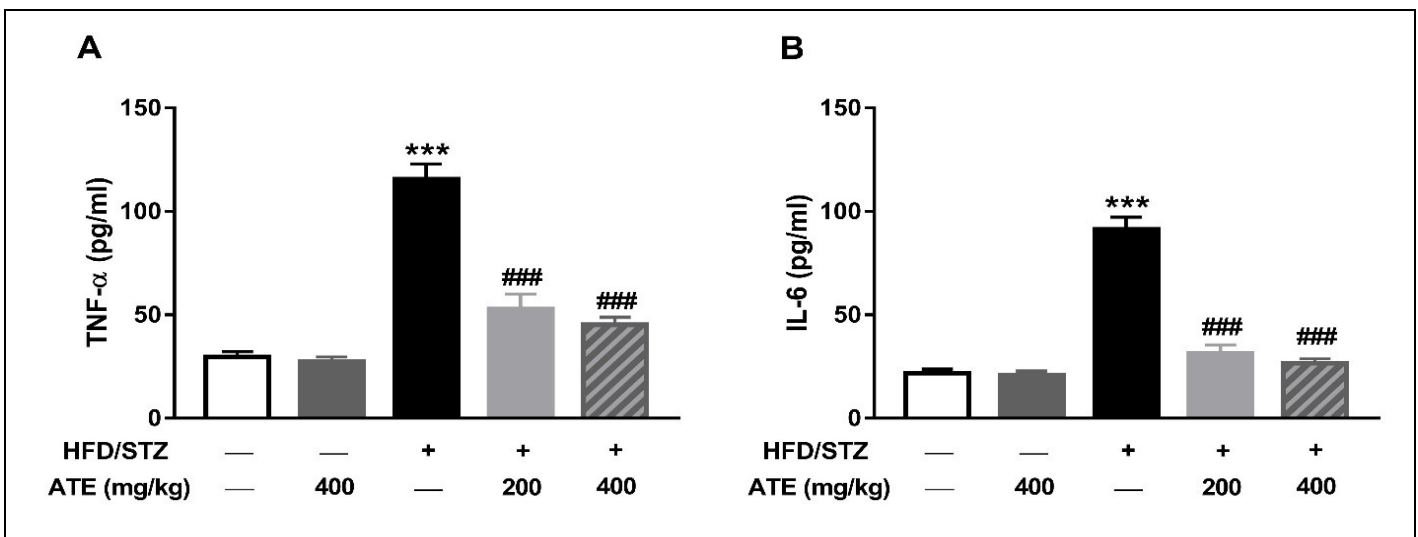 A
TNF-α (pg/ml)
150
100
50
0
***
###
###
HFD/STZ — — + + +
ATE (mg/kg) — 400 — 200 400
B
IL-6 (pg/ml)
150
100
50
0
***
###
###
HFD/STZ — — + + +
ATE (mg/kg) — 400 — 200 400